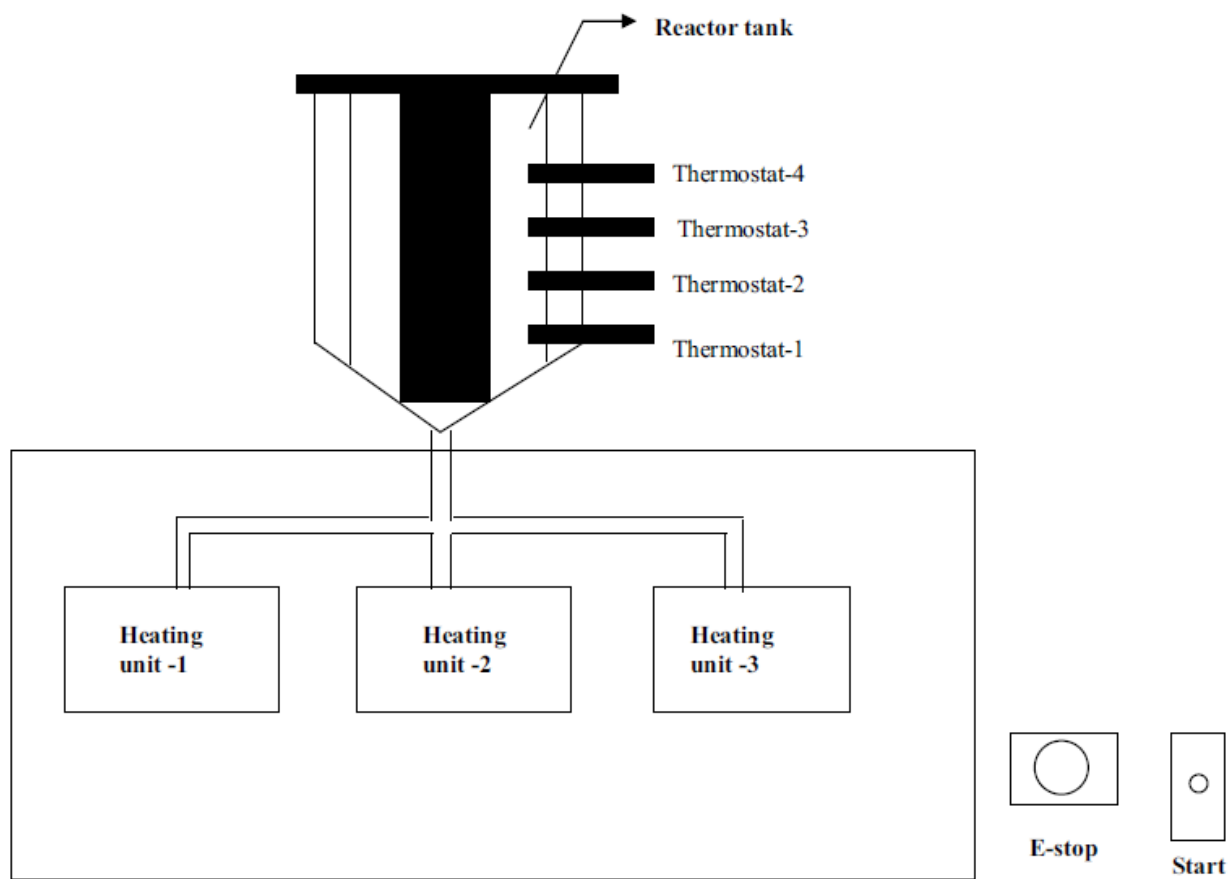 Reactor tank
Thermostat-4
Thermostat-3
Thermostat-2
Thermostat-1
Heating
unit -1
Heating
unit -2
Heating
unit -3
E-stop
Start